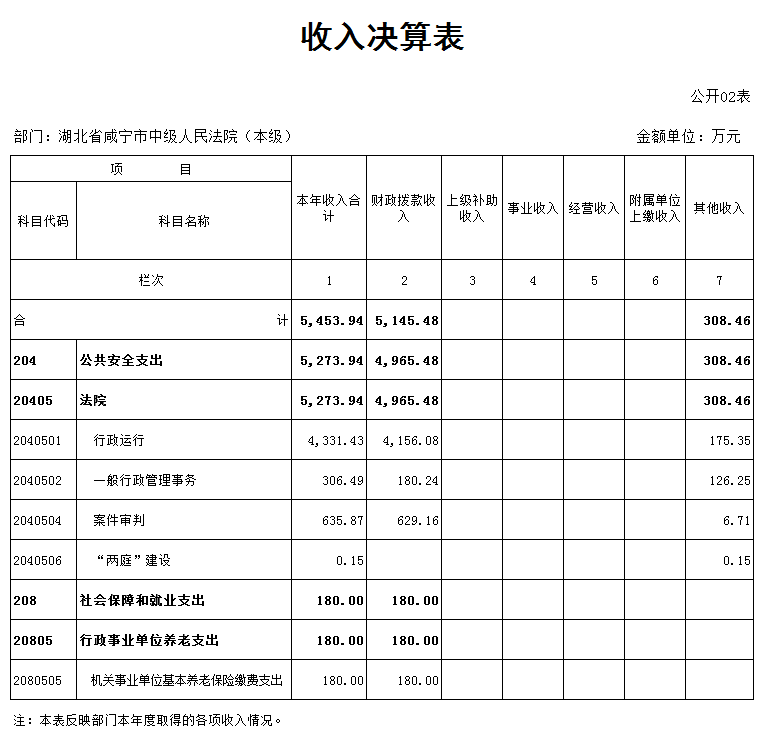 收入决算表
公开02表
部门：湖北省咸宁市中级人民法院（本级） 金额单位：万元
项 目 本年收入合计 财政拨款收入 上级补助收入 事业收入 经营收入 附属单位上缴收入 其他收入
科目代码 科目名称
栏次 1 2 3 4 5 6 7
合 计 5,453.94 5,145.48 308.46
204 公共安全支出 5,273.94 4,965.48 308.46
20405 法院 5,273.94 4,965.48 308.46
2040501 行政运行 4,331.43 4,156.08 175.35
2040502 一般行政管理事务 306.49 180.24 126.25
2040504 案件审判 635.87 629.16 6.71
2040506 “两庭”建设 0.15 0.15
208 社会保障和就业支出 180.00 180.00
20805 行政事业单位养老支出 180.00 180.00
2080505 机关事业单位基本养老保险缴费支出 180.00 180.00
注：本表反映部门本年度取得的各项收入情况。